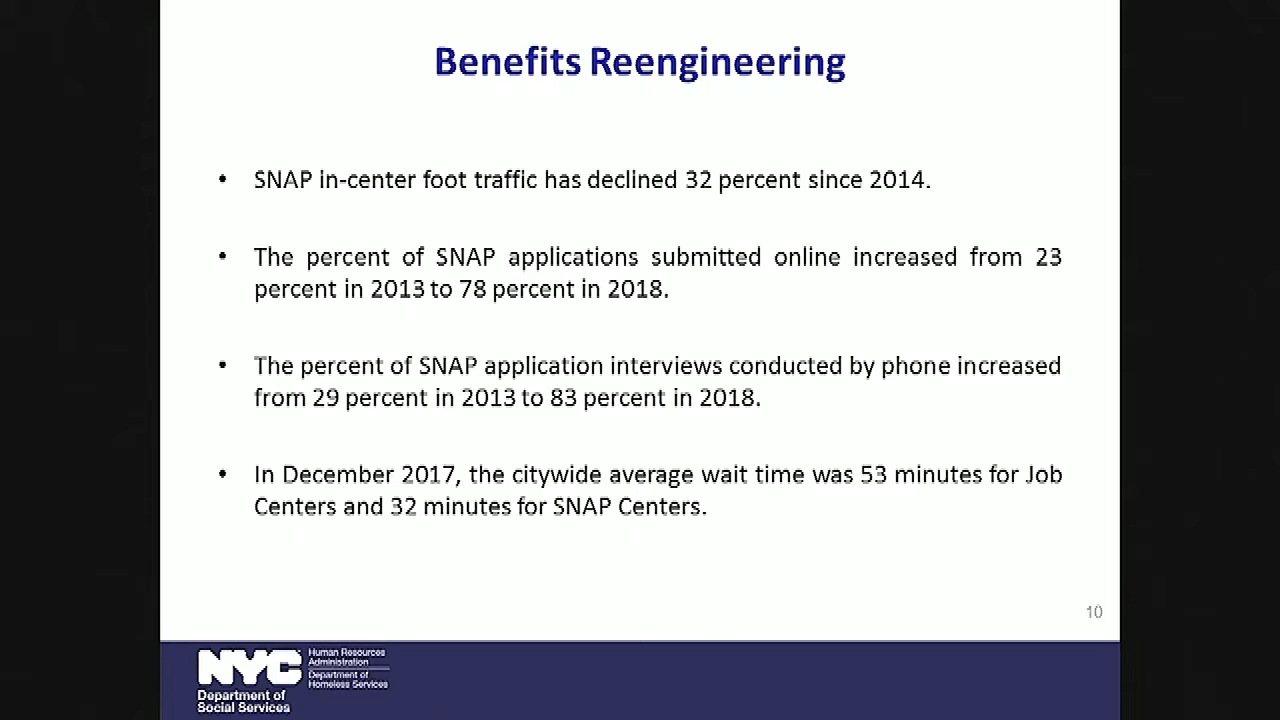 Benefits Reengineering
• SNAP in-center foot traffic has declined 32 percent since 2014.
• The percent of SNAP applications submitted online increased from 23
percent in 2013 to 78 percent in 2018.
• The percent of SNAP application interviews conducted by phone increased
from 29 percent in 2013 to 83 percent in 2018.
• In December 2017, the citywide average wait time was 53 minutes for Job
Centers and 32 minutes for SNAP Centers.
10
NYC
Department of
Social Services
Human Resources
Administration
Department of
Homeless Services